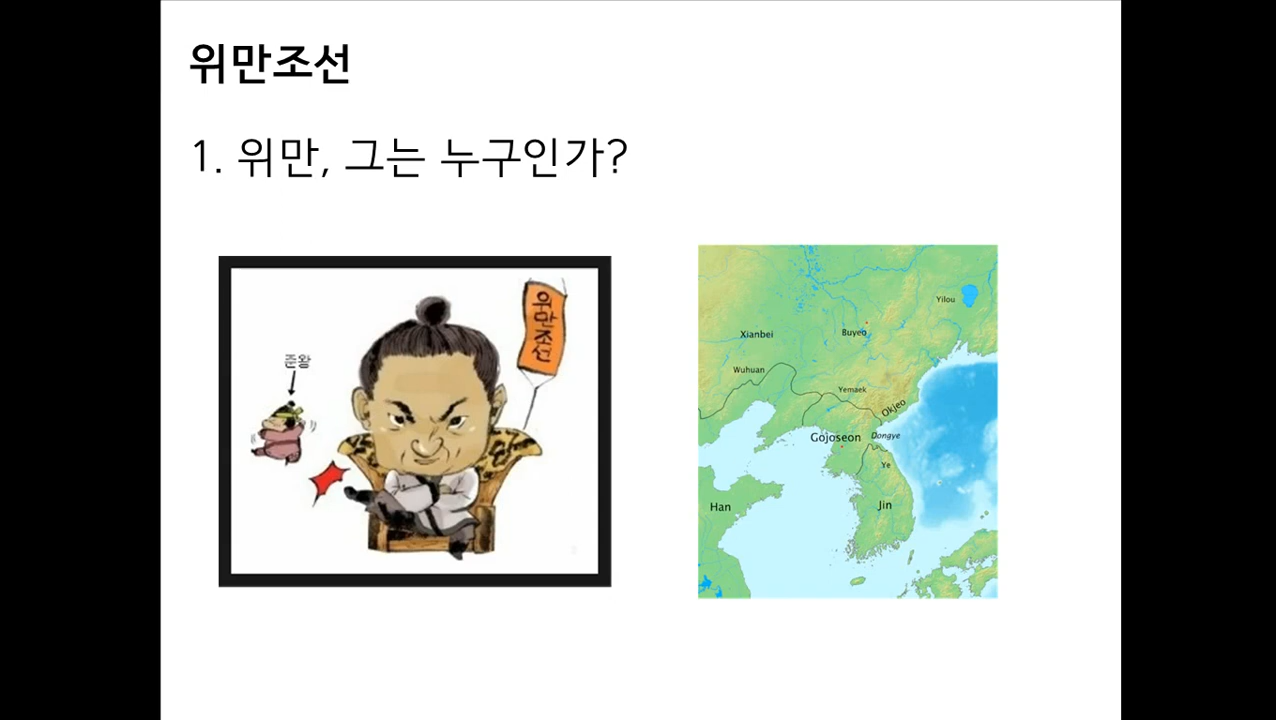 위만조선
1. 위만, 그는 누구인가?
위만조선
준왕
Yilou
Xianbei
Buyeo
Wuhuan
Yemaek
Okjeo
Gojoseon
Dongye
Ye
Han
Jin